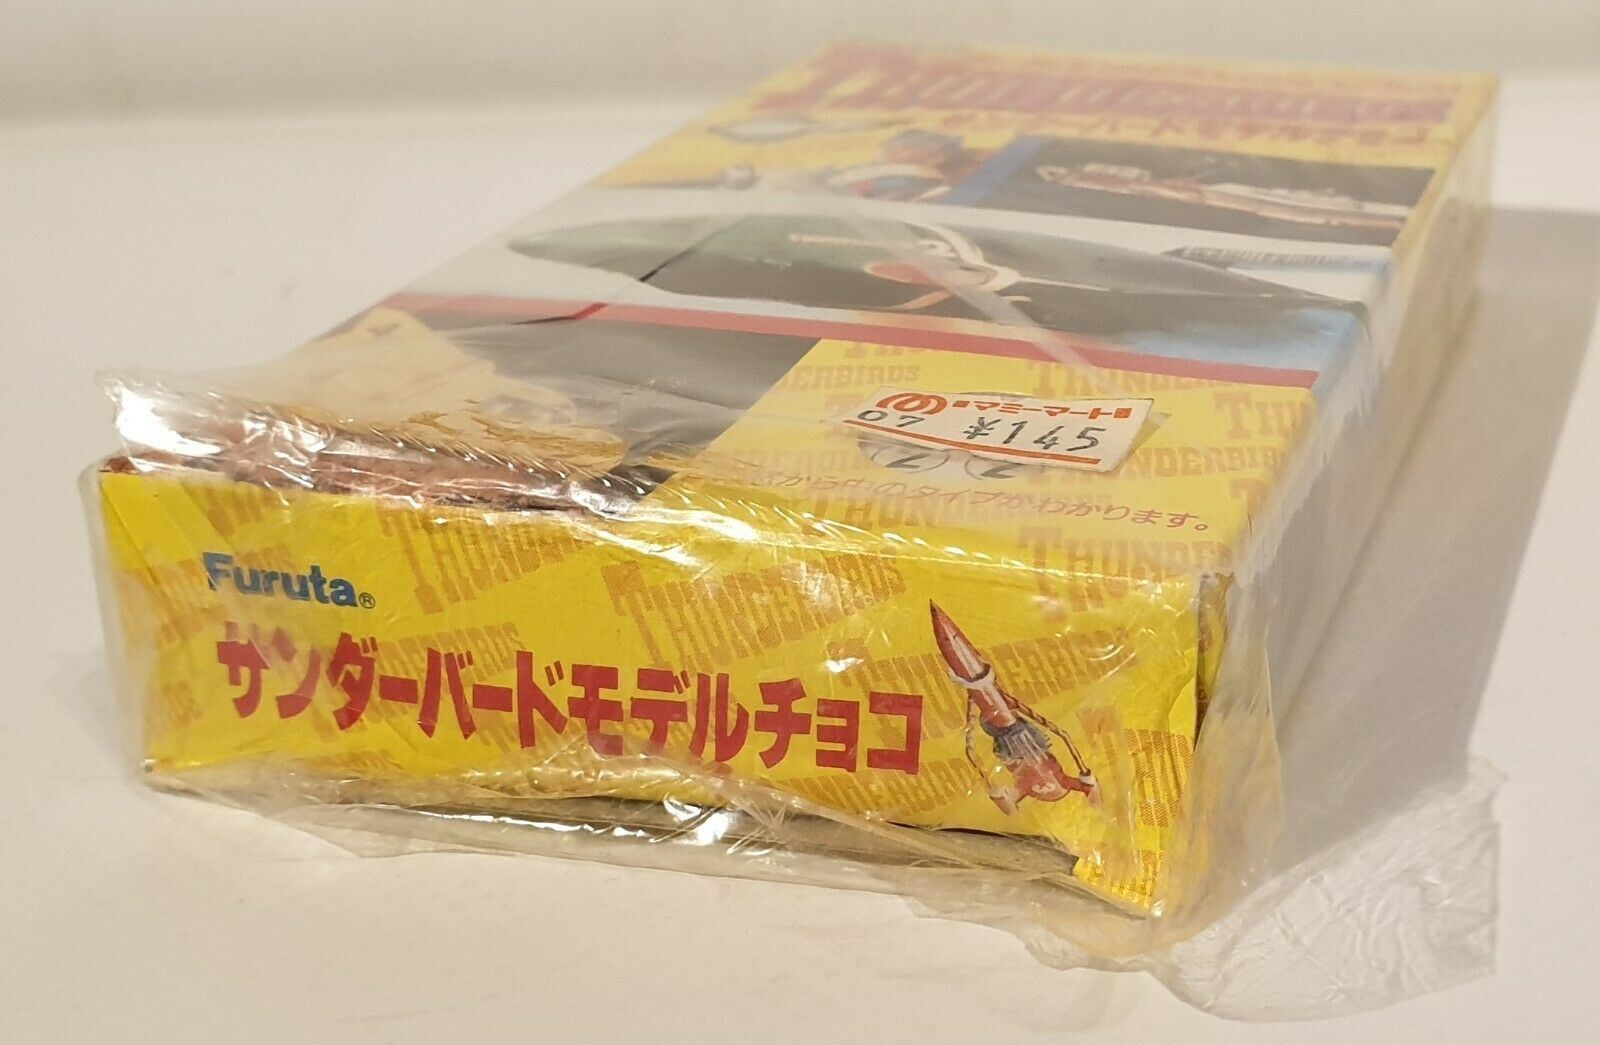 THUNDERBIRDS
サンダーバードモデルチョコ
マミーマート
07 ¥145
から中のタイプがわかります。
Furuta®
サンダーバードモデルチョコ